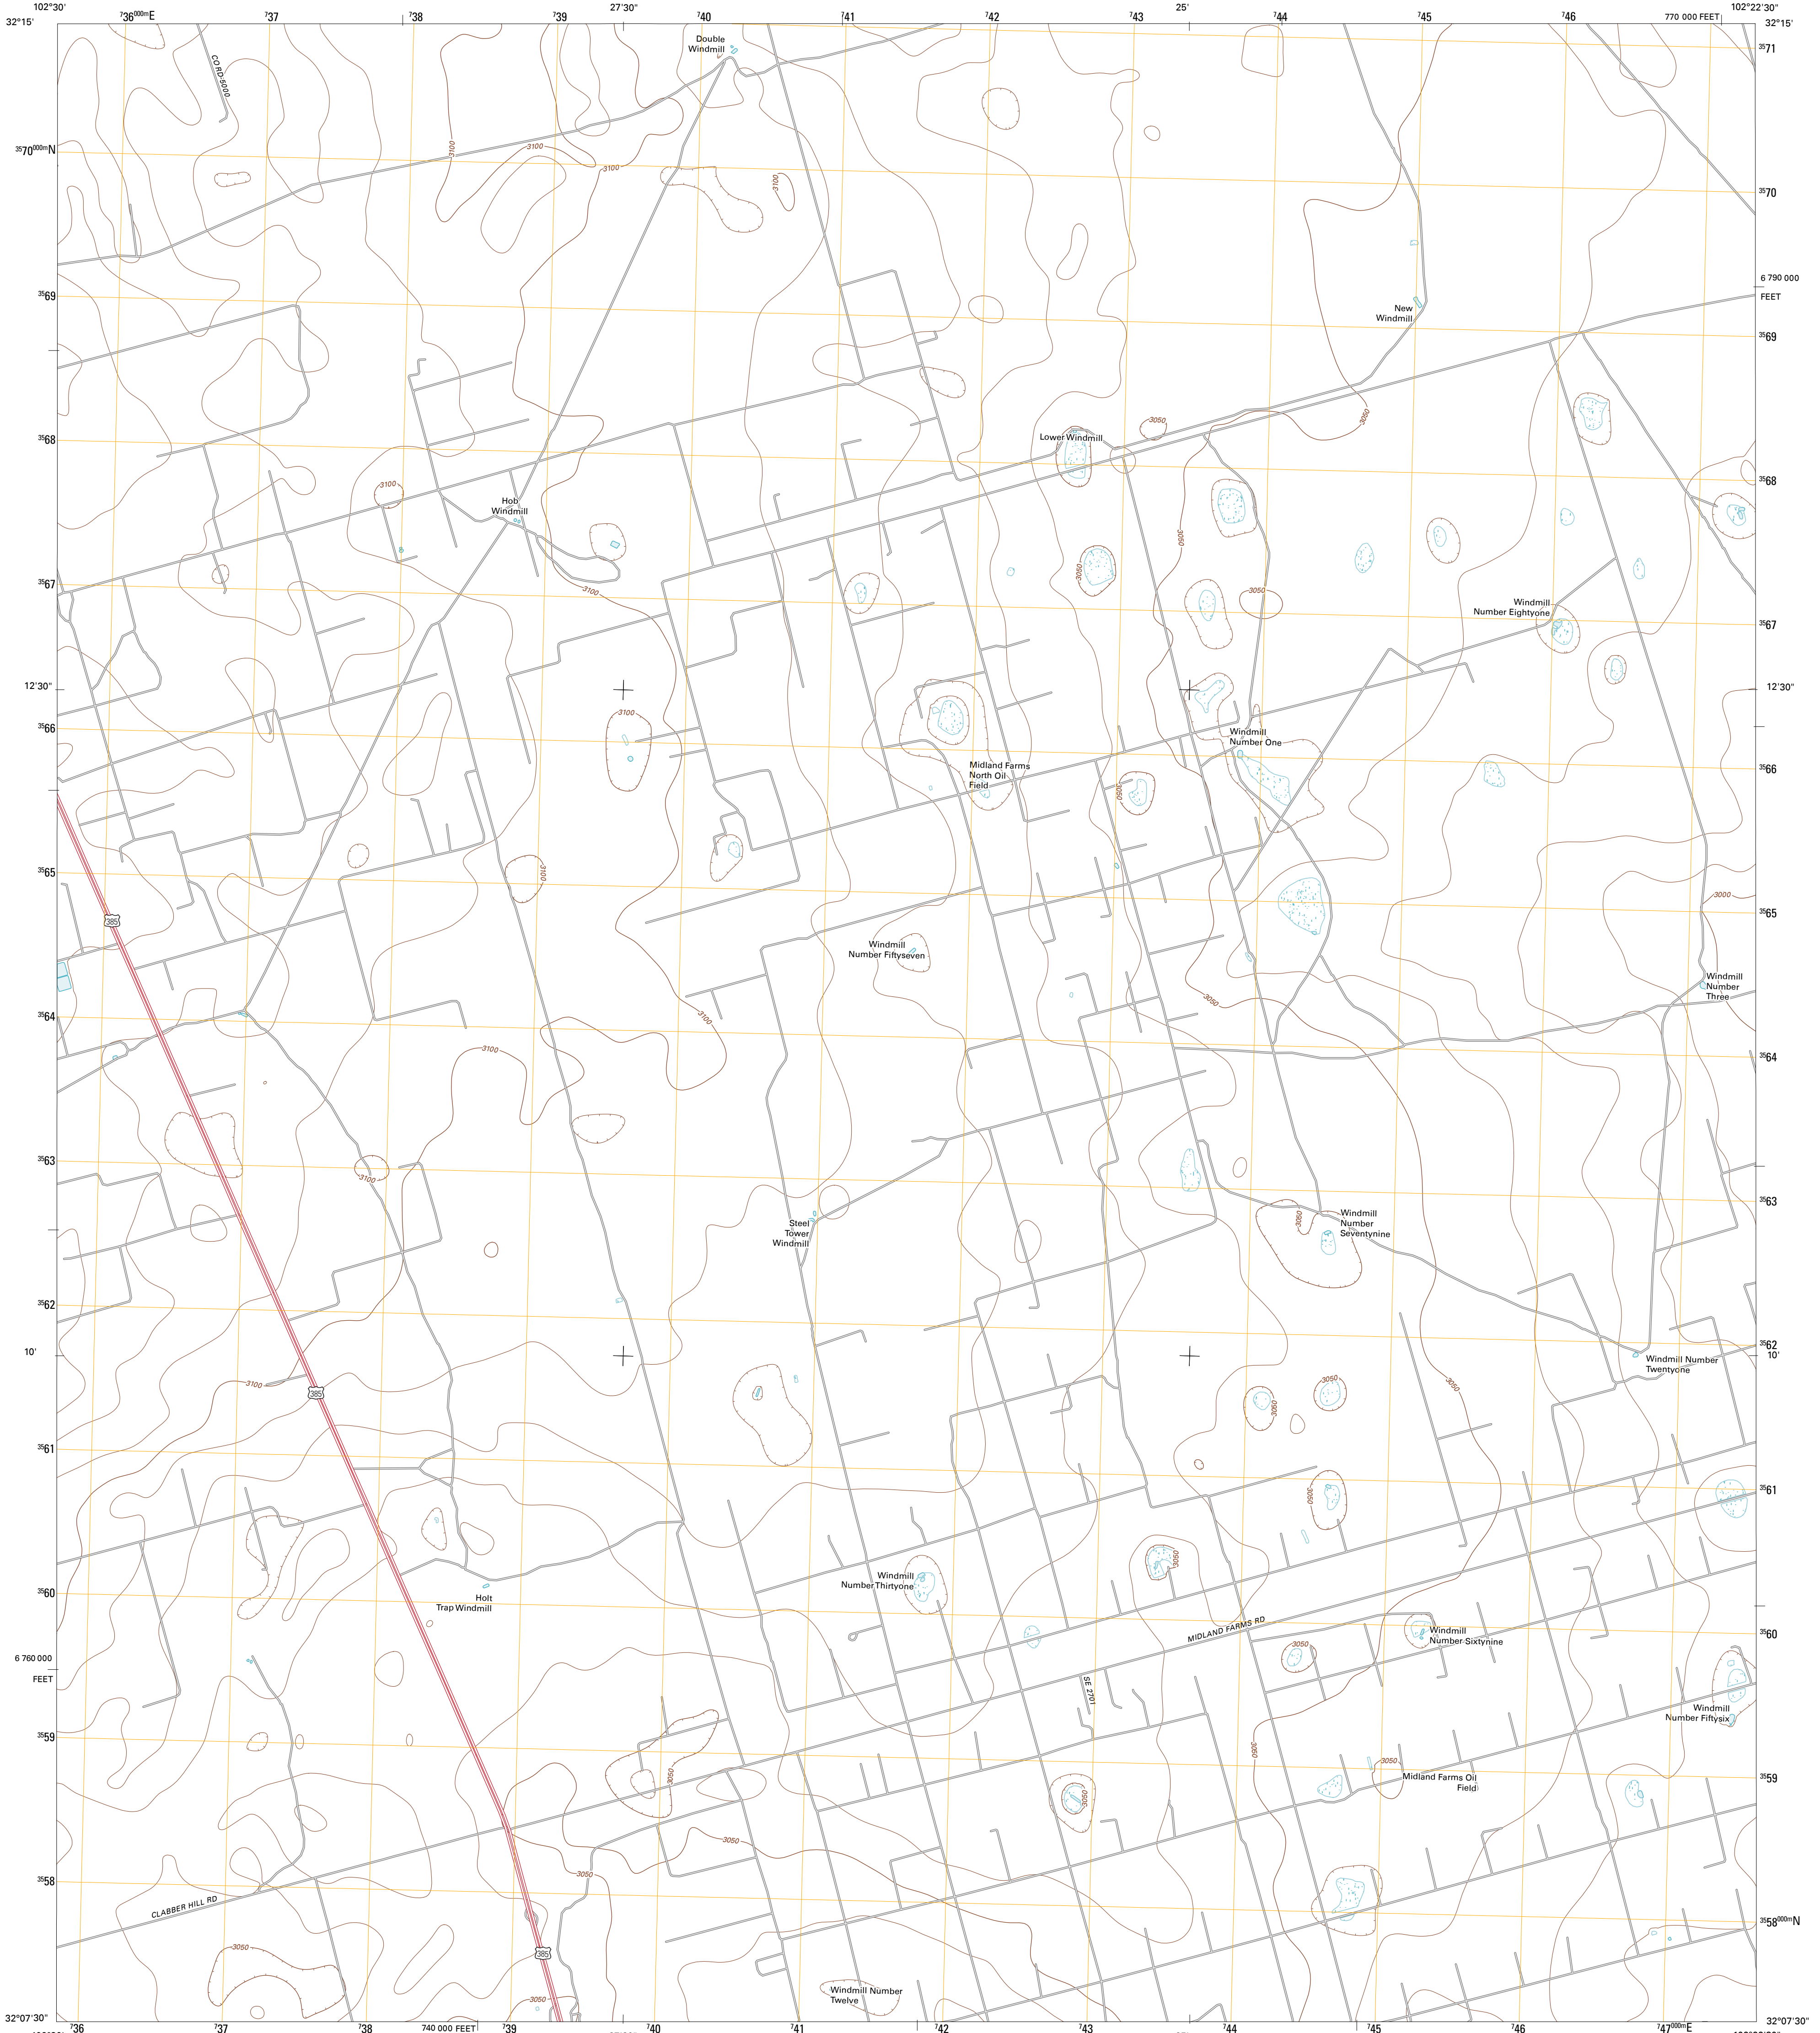 102°30'
⁷36⁰⁰⁰ᵐE
⁷37
⁷38
⁷39
27'30"
⁷40
⁷41
⁷42
⁷43
25'
⁷44
⁷45
⁷46
770 000 FEET
102°22'30"
32°15'
32°15'
Double
Windmill
³⁵71
CO RD 5000
3100
3100
3100
3100
³⁵70⁰⁰⁰ᵐN
³⁵70
6 790 000
FEET
³⁵69
New
Windmill
³⁵69
3050
3050
Lower Windmill
³⁵68
³⁵68
3100
Hob
Windmill
3050
3050
³⁵67
3100
3050
Windmill
Number Eightyone
³⁵67
12'30"
12'30"
3100
³⁵66
Windmill
Number One
Midland Farms
North Oil
Field
³⁵66
3050
³⁵65
3100
3000
385
³⁵65
Windmill
Number Fiftyseven
Windmill
Number
Three
3050
³⁵64
3100
3100
³⁵64
³⁵63
3100
³⁵63
Steel
Tower
Windmill
3050
Windmill
Number
Seventynine
³⁵62
³⁵62
10'
10'
Windmill Number
Twentyone
3100
385
3050
3050
3050
³⁵61
³⁵61
3050
3050
Windmill
Number Thirtyone
³⁵60
Holt
Trap Windmill
MIDLAND FARMS RD
Windmill
Number Sixtynine
³⁵60
3050
6 760 000
FEET
SE 2701
Windmill
Number Fiftysix
³⁵59
3050
3050
3050
Midland Farms Oil
Field
³⁵59
3050
3050
3050
³⁵58
CLABBER HILL RD
³⁵58⁰⁰⁰ᵐN
3050
385
Windmill Number
Twelve
3050
32°07'30"
32°07'30"
⁷36
⁷37
⁷38
740 000 FEET
⁷39
⁷40
⁷41
⁷42
⁷43
⁷44
⁷45
⁷46
⁷47⁰⁰⁰ᵐE